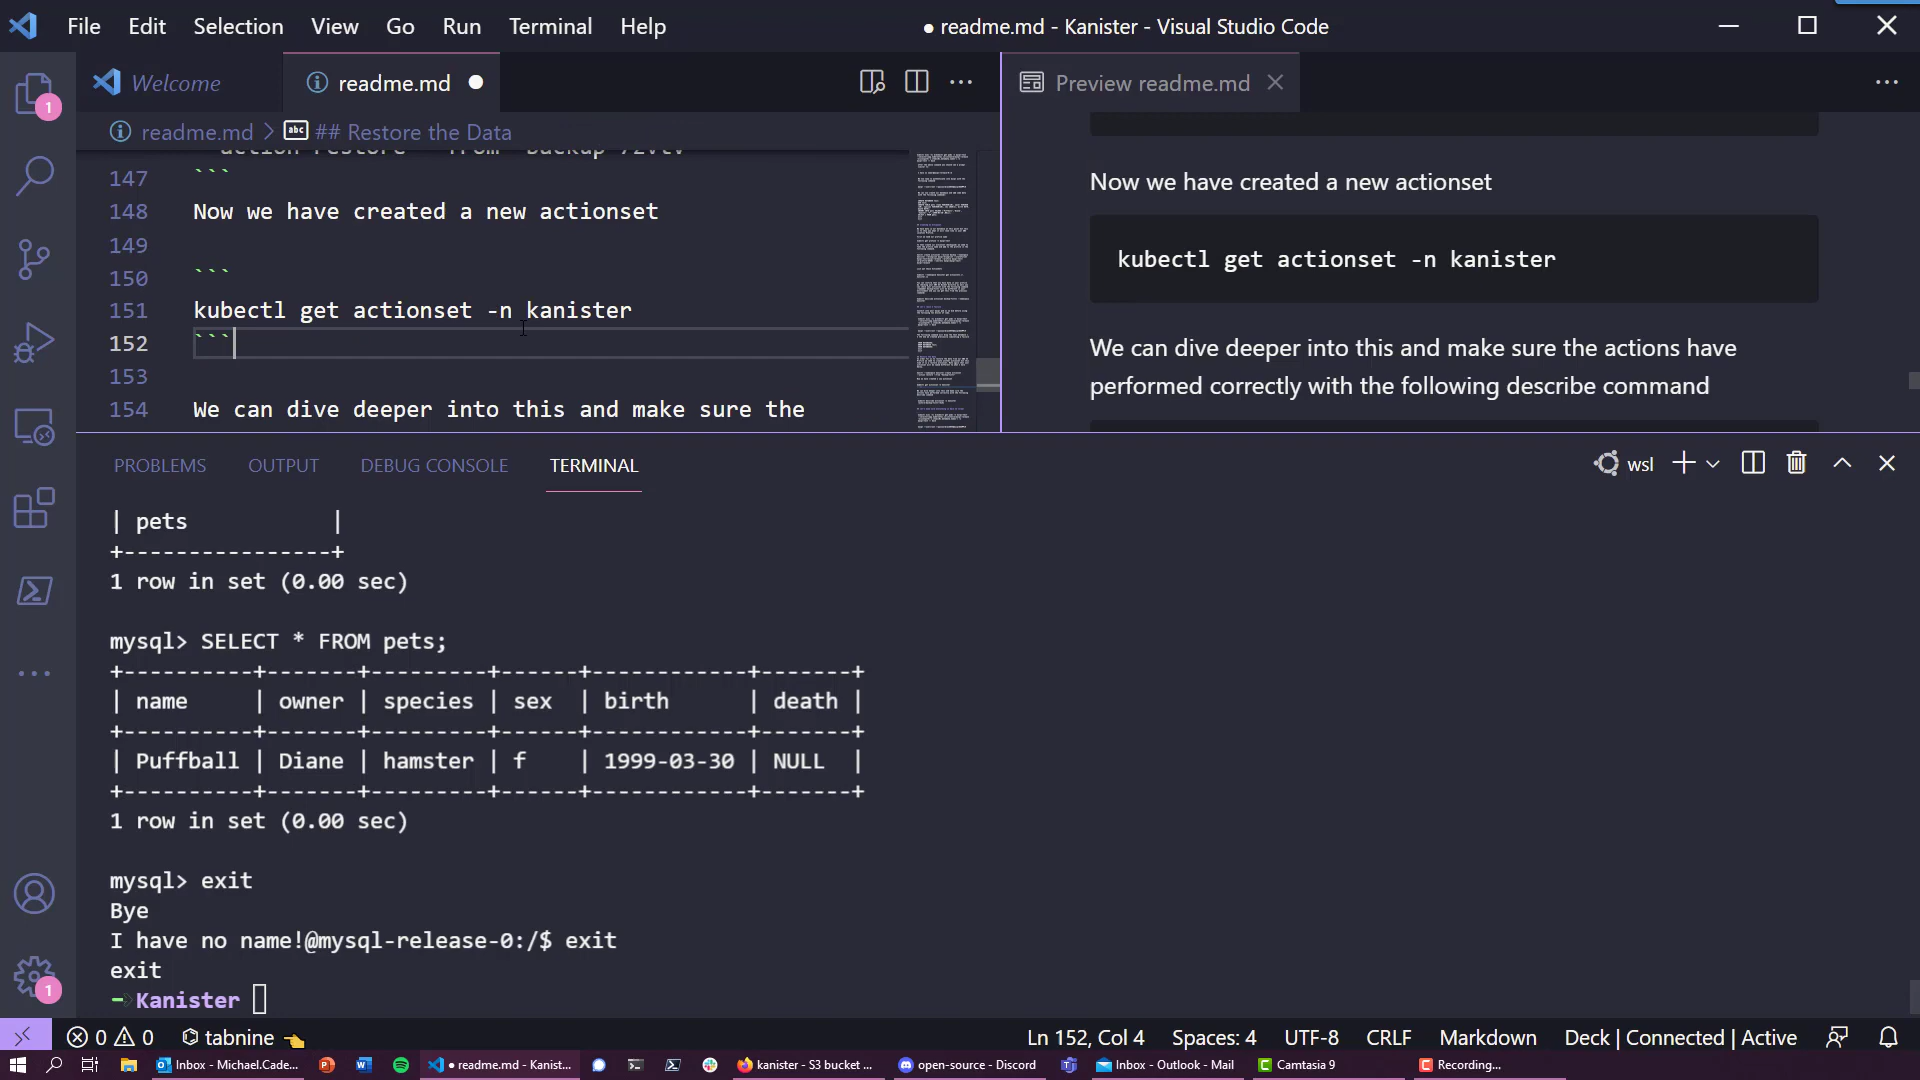 File Edit Selection View Go Run Terminal Help
● readme.md - Kanister - Visual Studio Code
Welcome
readme.md
Preview readme.md
readme.md > ## Restore the Data
147 ```
148 Now we have created a new actionset
149
150 ```
151 kubectl get actionset -n kanister
152 ```
153
154 We can dive deeper into this and make sure the
Now we have created a new actionset
kubectl get actionset -n kanister
We can dive deeper into this and make sure the actions have
performed correctly with the following describe command
PROBLEMS OUTPUT DEBUG CONSOLE TERMINAL
wsl
| pets           |
+----------------+
1 row in set (0.00 sec)
mysql> SELECT * FROM pets;
+----------+-------+---------+------+------------+-------+
| name     | owner | species | sex  | birth      | death |
+----------+-------+---------+------+------------+-------+
| Puffball | Diane | hamster | f    | 1999-03-30 | NULL  |
+----------+-------+---------+------+------------+-------+
1 row in set (0.00 sec)
mysql> exit
Bye
I have no name!@mysql-release-0:/$ exit
exit
Kanister
1
1
0 0 tabnine
Ln 152, Col 4 Spaces: 4 UTF-8 CRLF Markdown Deck | Connected | Active
Inbox - Michael.Cade...
● readme.md - Kanist...
kanister - S3 bucket ...
open-source - Discord
Inbox - Outlook - Mail
Camtasia 9
Recording...